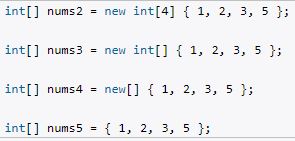 int[] nums2 = new int[4] { 1, 2, 3, 5 };
int[] nums3 = new int[] { 1, 2, 3, 5 };
int[] nums4 = new[] { 1, 2, 3, 5 };
int[] nums5 = { 1, 2, 3, 5 };